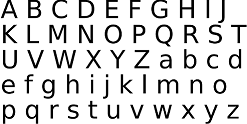 A B C D E F G H I J
K L M N O P Q R S T
U V W X Y Z a b c d
e f g h i j k l m n o
p q r s t u v w x y z